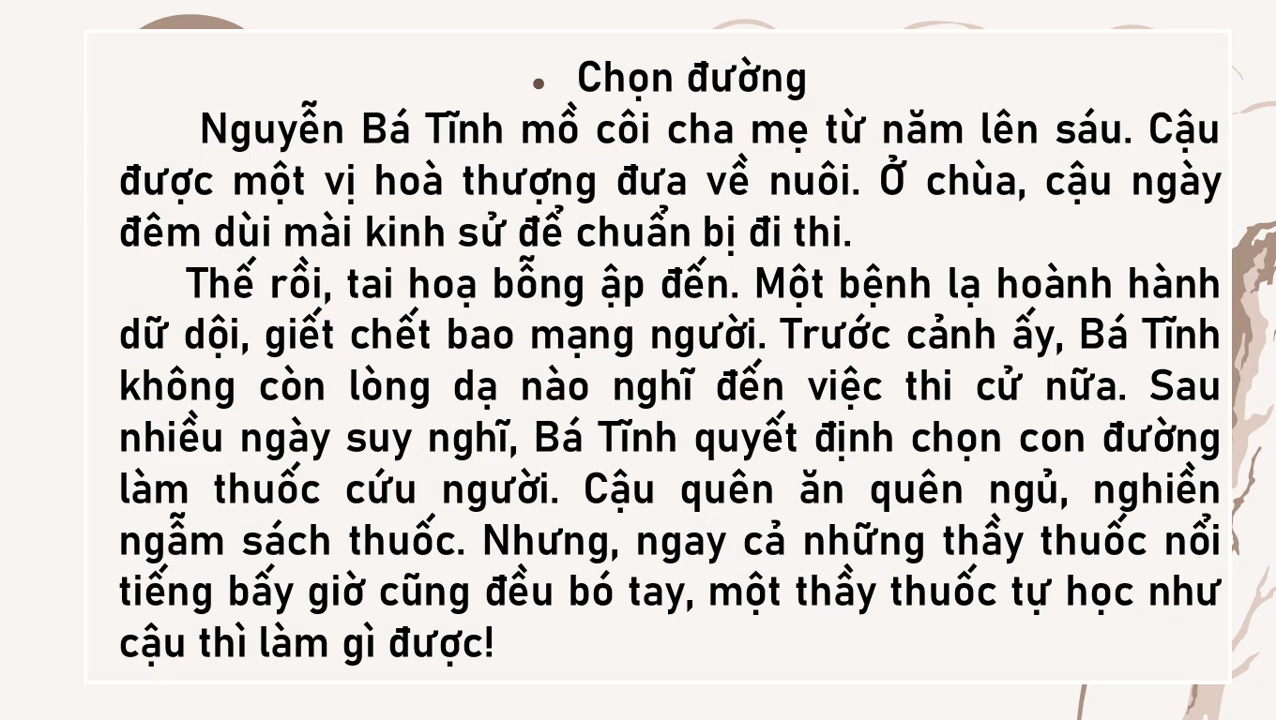 • Chọn đường
Nguyễn Bá Tĩnh mồ côi cha mẹ từ năm lên sáu. Cậu
được một vị hoà thượng đưa về nuôi. Ở chùa, cậu ngày
đêm dùi mài kinh sử để chuẩn bị đi thi.
Thế rồi, tai hoạ bỗng ập đến. Một bệnh lạ hoành hành
dữ dội, giết chết bao mạng người. Trước cảnh ấy, Bá Tĩnh
không còn lòng dạ nào nghĩ đến việc thi cử nữa. Sau
nhiều ngày suy nghĩ, Bá Tĩnh quyết định chọn con đường
làm thuốc cứu người. Cậu quên ăn quên ngủ, nghiền
ngẫm sách thuốc. Nhưng, ngay cả những thầy thuốc nổi
tiếng bấy giờ cũng đều bó tay, một thầy thuốc tự học như
cậu thì làm gì được!